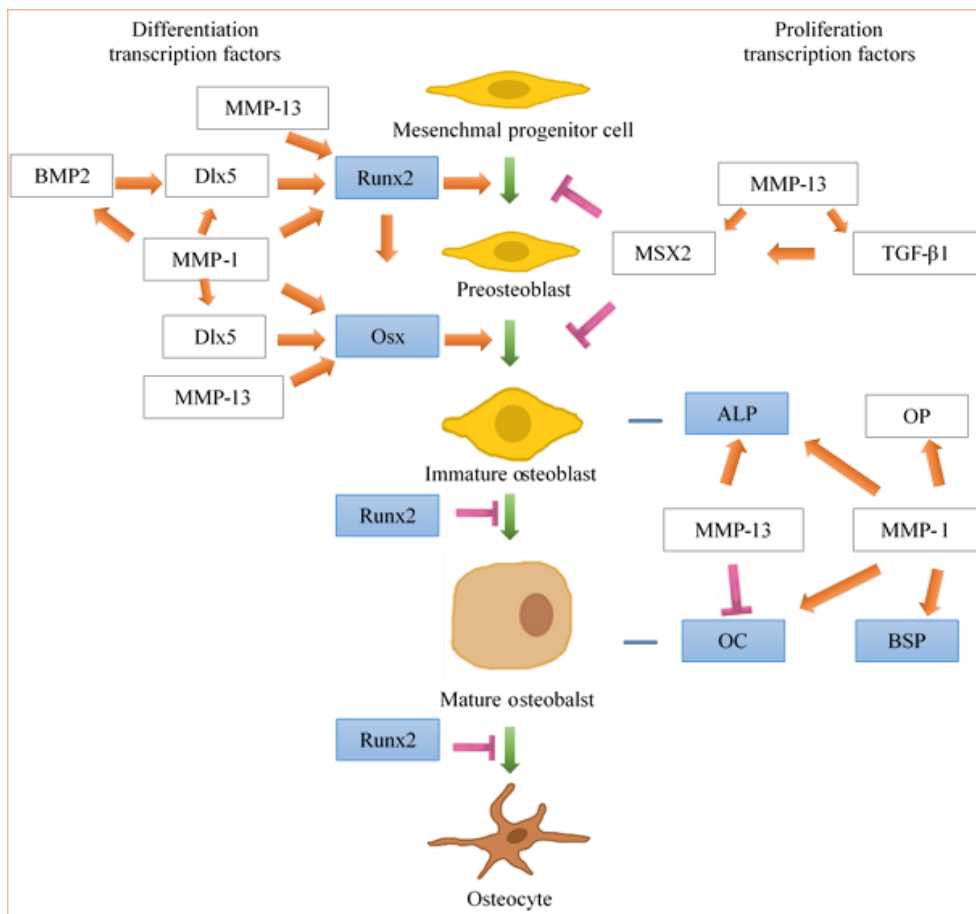 Differentiation
transcription factors
Proliferation
transcription factors
MMP-13
Mesenchmal progenitor cell
BMP2
Dlx5
Runx2
MMP-13
MMP-1
MSX2
TGF-β1
Preosteoblast
Dlx5
Osx
MMP-13
ALP
OP
Immature osteoblast
Runx2
MMP-13
MMP-1
OC
BSP
Mature osteobalst
Runx2
Osteocyte